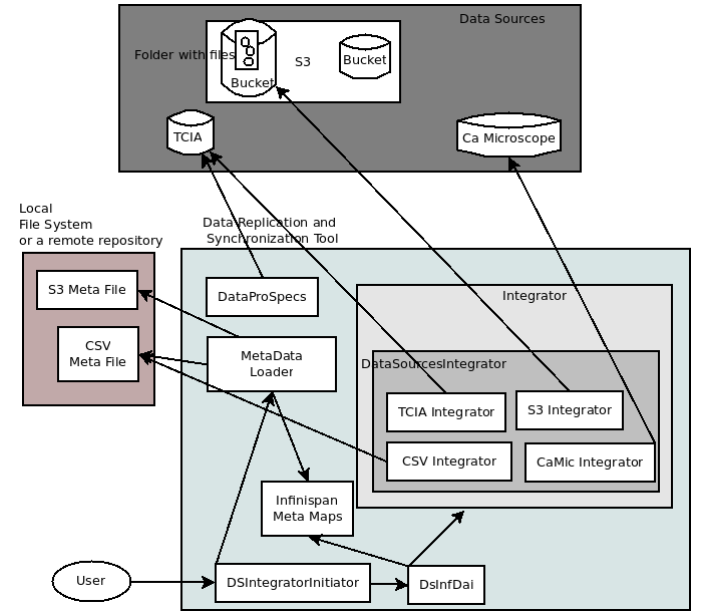 Data Sources
Folder with files
S3
Bucket
Bucket
TCIA
Ca Microscope
Local
File System
or a remote repository
Data Replication and
Synchronization Tool
S3 Meta File
DataProSpecs
Integrator
CSV
Meta File
MetaData
Loader
DataSourcesIntegrator
TCIA Integrator
S3 Integrator
CSV Integrator
CaMic Integrator
Infinispan
Meta Maps
User
DSIntegratorInitiator
DsInfDai